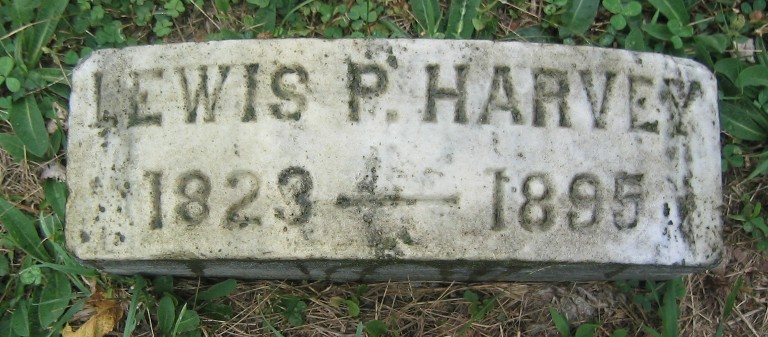 LEWIS P. HARVEY
1823 — 1895